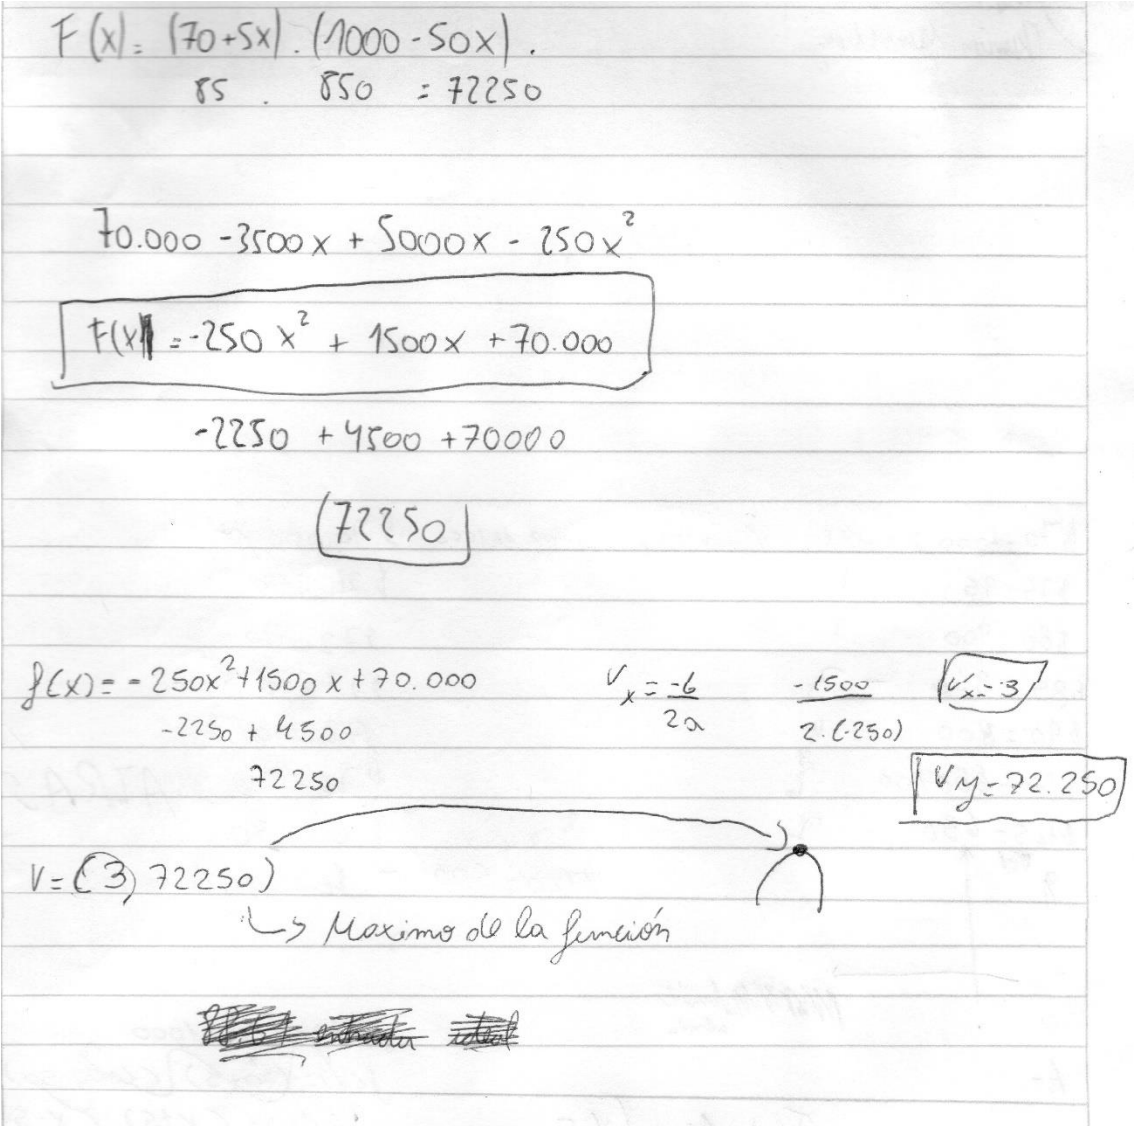 F(x) = (70+5x) . (1000-50x) .
85 . 850 = 72250
70.000 -3500x + 5000x - 250x²
F(x) = -250x² + 1500x + 70.000
-2250 + 4500 + 70000
72250
f(x) = -250x² + 1500x + 70.000 Vx = -b/2a -1500/2.(-250) Vx = 3
-2250 + 4500
72250 Vy = 72.250
V = (3, 72250)
↳ Maximo de la función